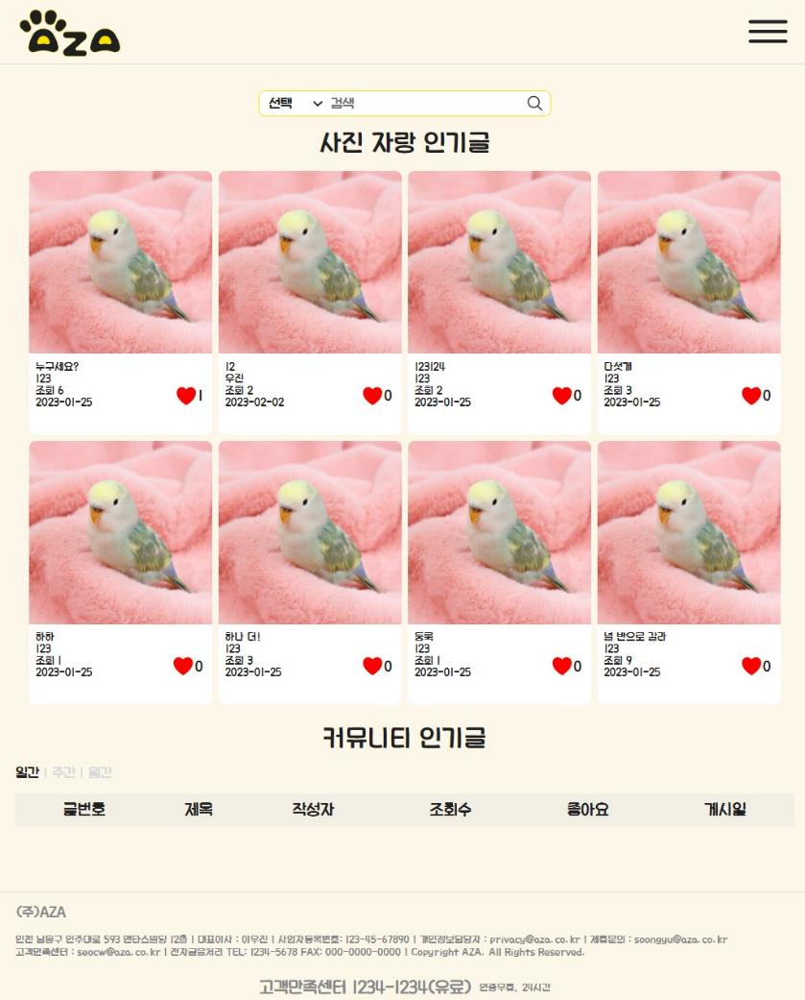 aza
선택 검색
사진 자랑 인기글
누구세요?
123
조회 6
2023-01-25
1
12
우진
조회 2
2023-02-02
0
123124
123
조회 2
2023-01-25
0
다섯개
123
조회 3
2023-01-25
0
하하
123
조회 1
2023-01-25
0
하나 더!
123
조회 3
2023-01-25
0
둥록
123
조회 1
2023-01-25
0
널 반으로 갈라
123
조회 9
2023-01-25
0
커뮤니티 인기글
일간 | 주간 | 월간
글번호 제목 작성자 조회수 좋아요 게시일
(주)AZA
인천 남동구 인주대로 593 엔타스빌딩 12층 | 대표이사 : 이우진 | 사업자등록번호: 123-45-67890 | 개인정보담당자 : privacy@aza.co.kr | 제휴문의 : soongyu@aza.co.kr
고객만족센터 : seocw@aza.co.kr | 전자금융처리 TEL: 1234-5678 FAX: 000-0000-0000 | Copyright AZA. All Rights Reserved.
고객만족센터 1234-1234(유료) 연중무휴, 24시간